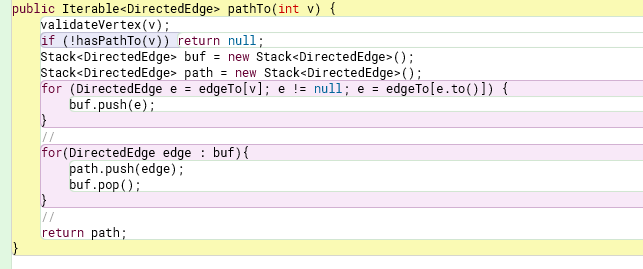 public Iterable<DirectedEdge> pathTo(int v) {
validateVertex(v);
if (!hasPathTo(v)) return null;
Stack<DirectedEdge> buf = new Stack<DirectedEdge>();
Stack<DirectedEdge> path = new Stack<DirectedEdge>();
for (DirectedEdge e = edgeTo[v]; e != null; e = edgeTo[e.to()]) {
buf.push(e);
}
//
for(DirectedEdge edge : buf){
path.push(edge);
buf.pop();
}
//
return path;
}